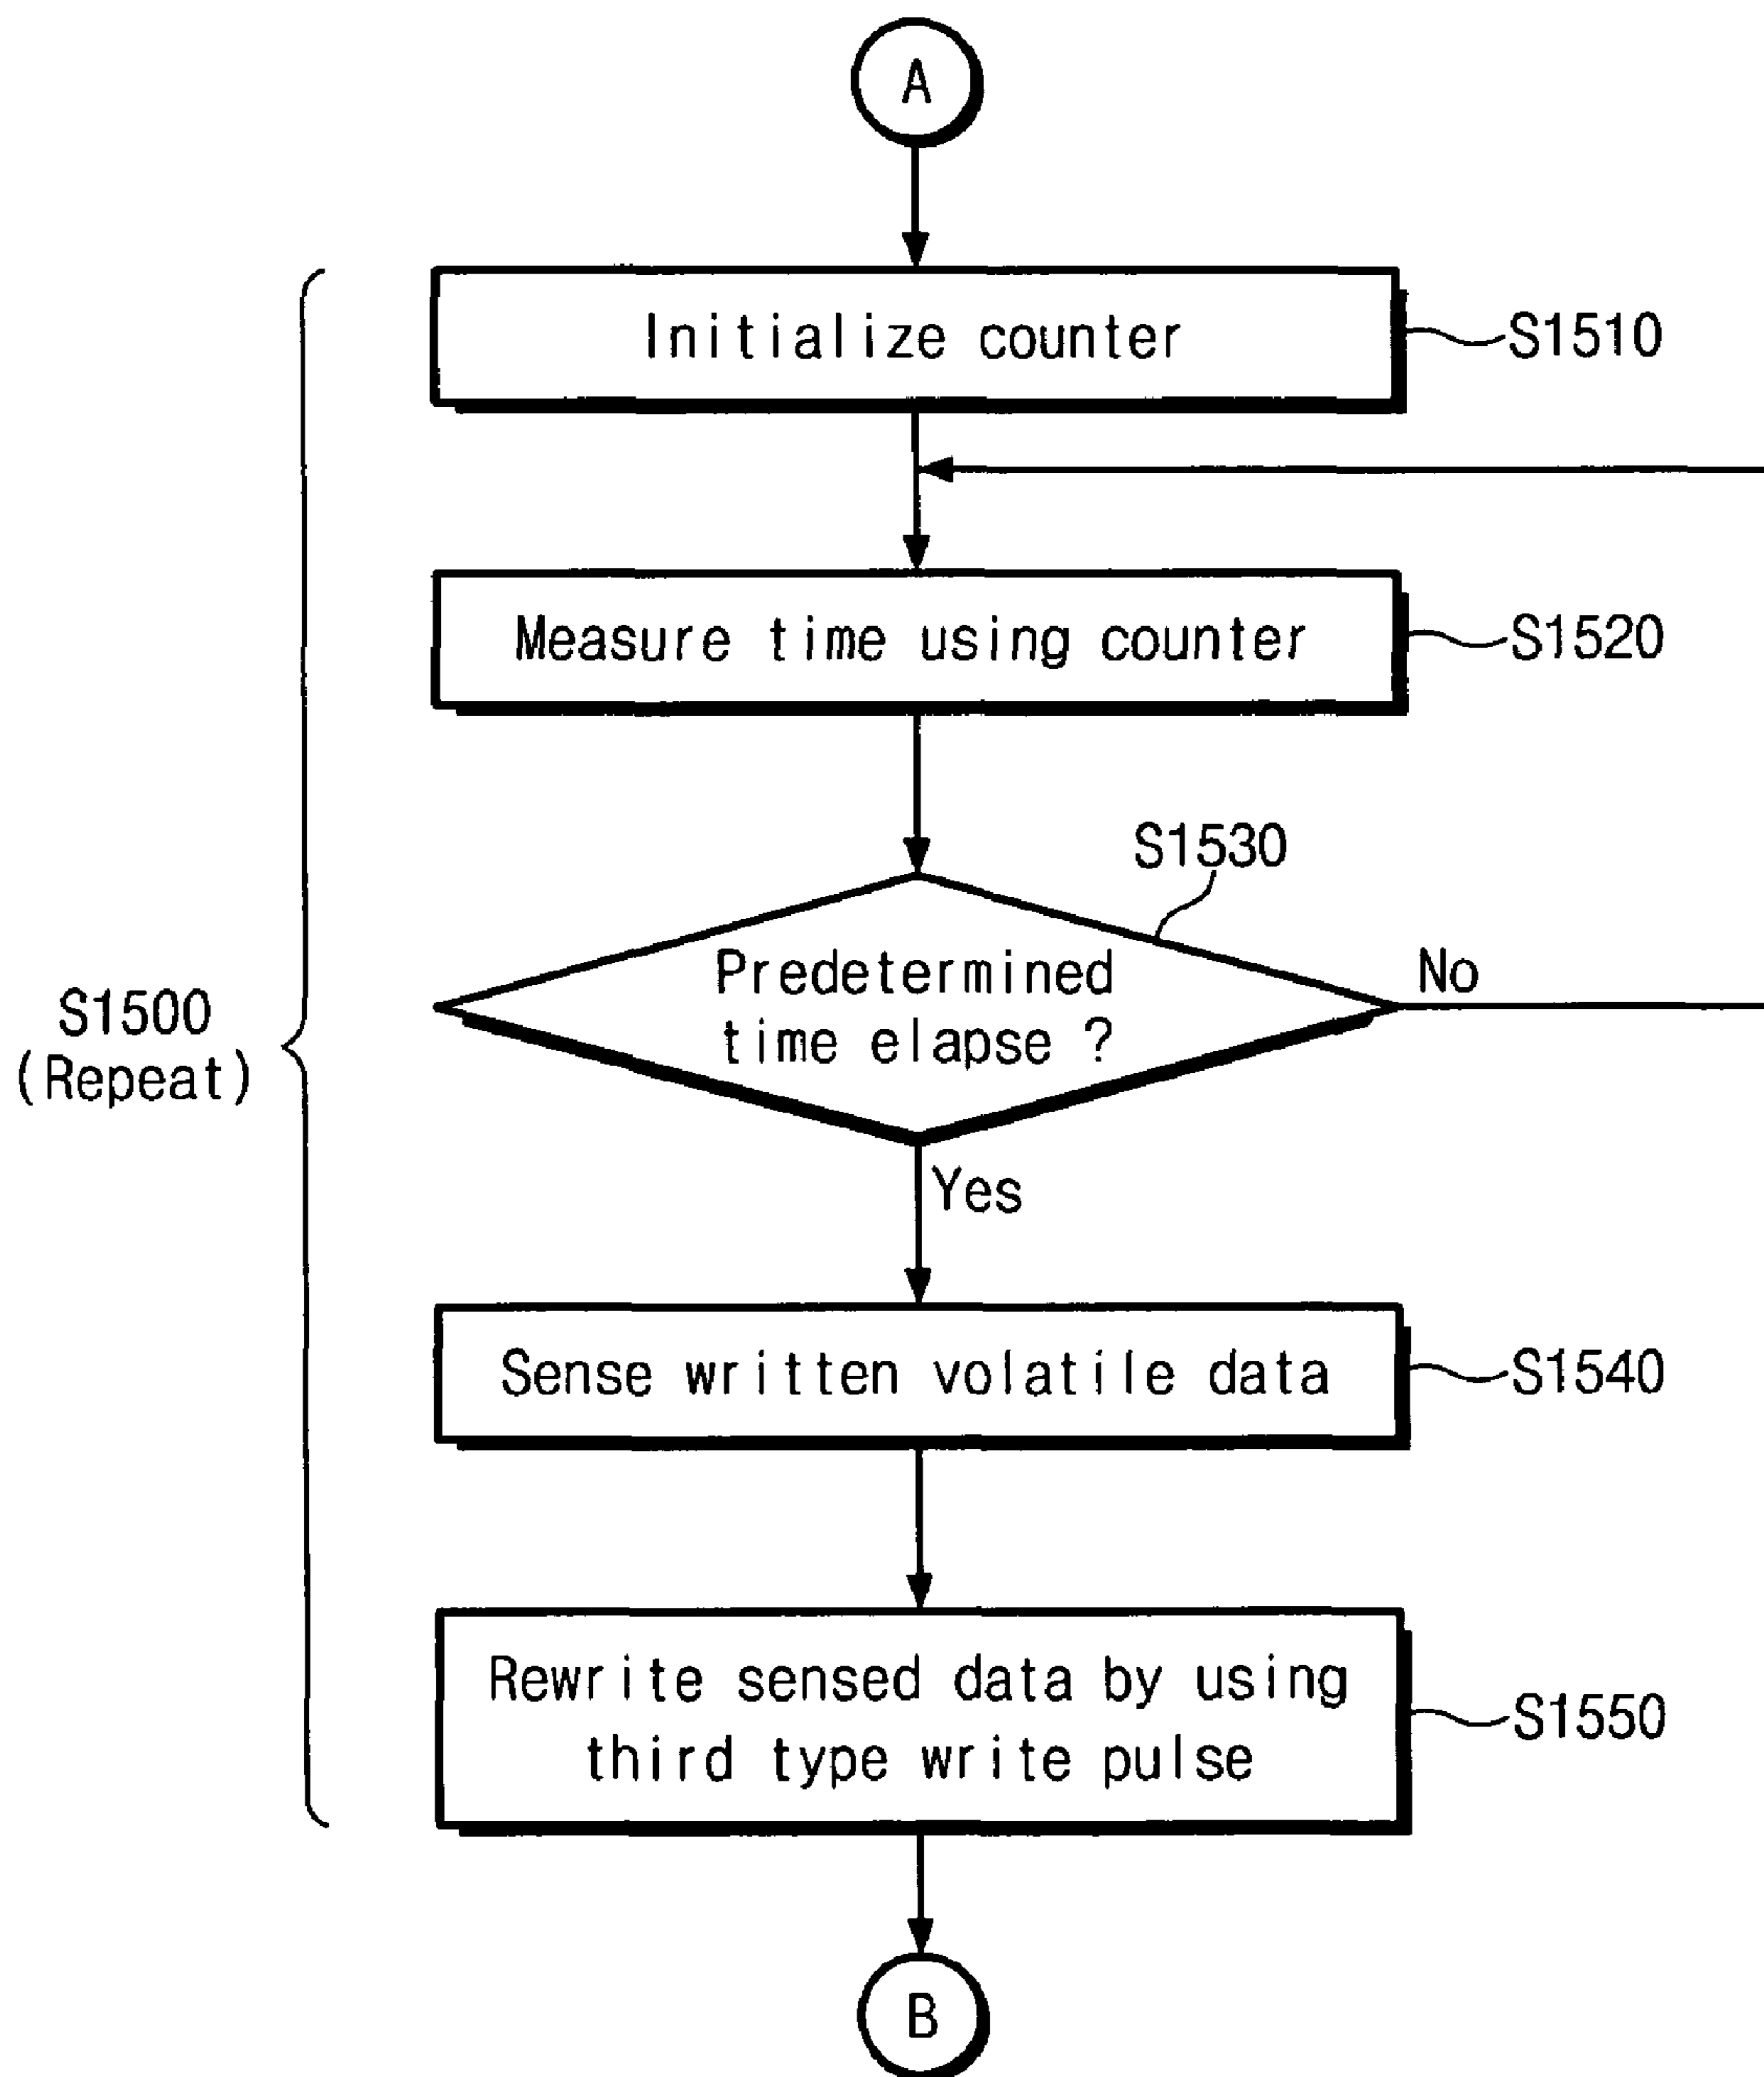 A
Initialize counter
S1510
Measure time using counter
S1520
S1530
Predetermined
time elapse ?
No
S1500
(Repeat)
Yes
Sense written volatile data
S1540
Rewrite sensed data by using
third type write pulse
S1550
B